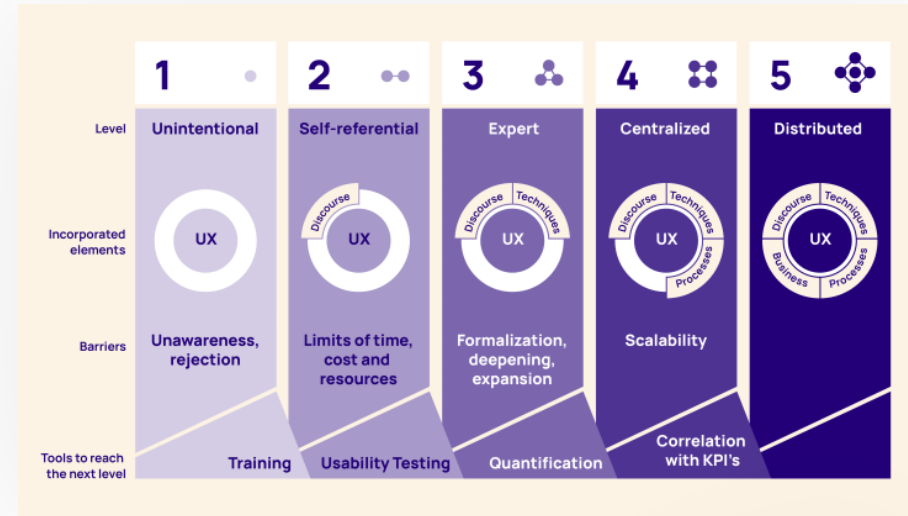 1
2
3
4
5
Level
Unintentional
Self-referential
Expert
Centralized
Distributed
Incorporated
elements
UX
Discourse
UX
Discourse
Techniques
UX
Discourse
Techniques
Processes
UX
Discourse
Techniques
Business
Processes
UX
Barriers
Unawareness,
rejection
Limits of time,
cost and
resources
Formalization,
deepening,
expansion
Scalability
Tools to reach
the next level
Training
Usability Testing
Quantification
Correlation
with KPI's